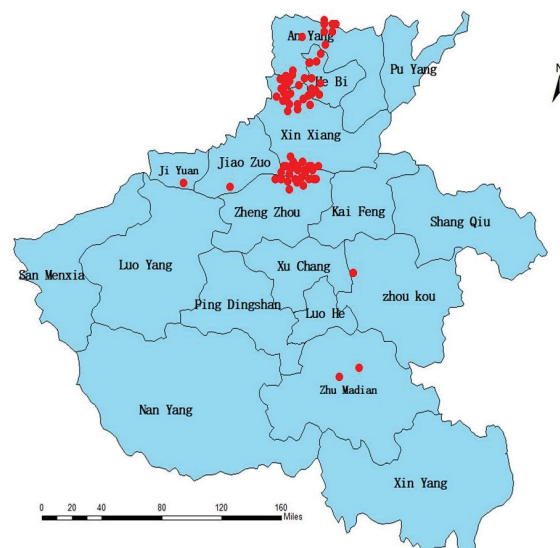 An Yang
N
He Bi
Pu Yang
Xin Xiang
Jiao Zuo
Ji Yuan
Zheng Zhou
Kai Feng
Shang Qiu
San Menxia
Luo Yang
Xu Chang
zhou kou
Ping Dingshan
Luo He
Zhu Madian
Nan Yang
Xin Yang
0 20 40 80 120 160
Miles